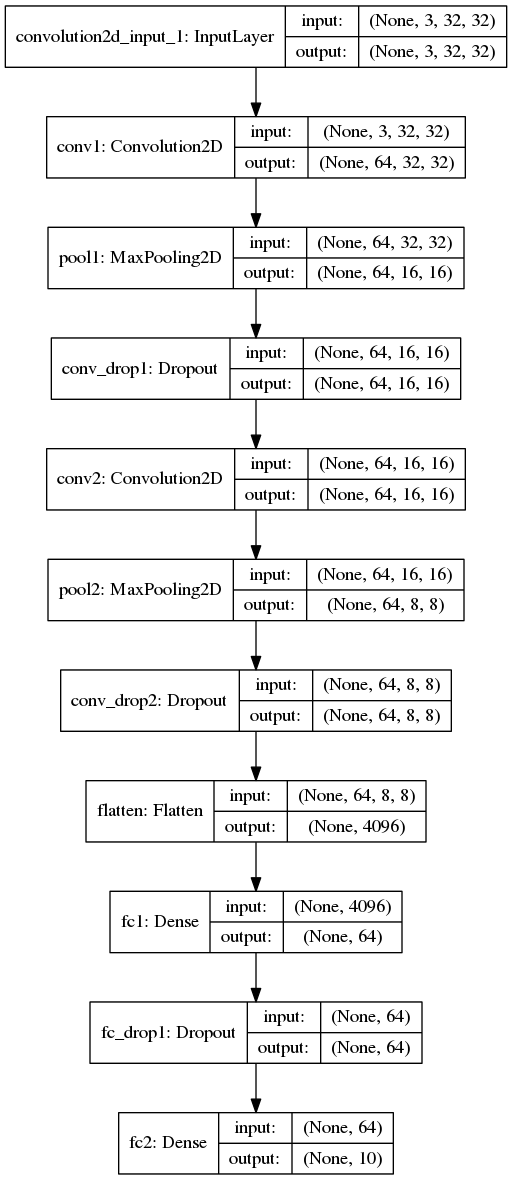 convolution2d_input_1: InputLayer
input: (None, 3, 32, 32)
output: (None, 3, 32, 32)
conv1: Convolution2D
input: (None, 3, 32, 32)
output: (None, 64, 32, 32)
pool1: MaxPooling2D
input: (None, 64, 32, 32)
output: (None, 64, 16, 16)
conv_drop1: Dropout
input: (None, 64, 16, 16)
output: (None, 64, 16, 16)
conv2: Convolution2D
input: (None, 64, 16, 16)
output: (None, 64, 16, 16)
pool2: MaxPooling2D
input: (None, 64, 16, 16)
output: (None, 64, 8, 8)
conv_drop2: Dropout
input: (None, 64, 8, 8)
output: (None, 64, 8, 8)
flatten: Flatten
input: (None, 64, 8, 8)
output: (None, 4096)
fc1: Dense
input: (None, 4096)
output: (None, 64)
fc_drop1: Dropout
input: (None, 64)
output: (None, 64)
fc2: Dense
input: (None, 64)
output: (None, 10)